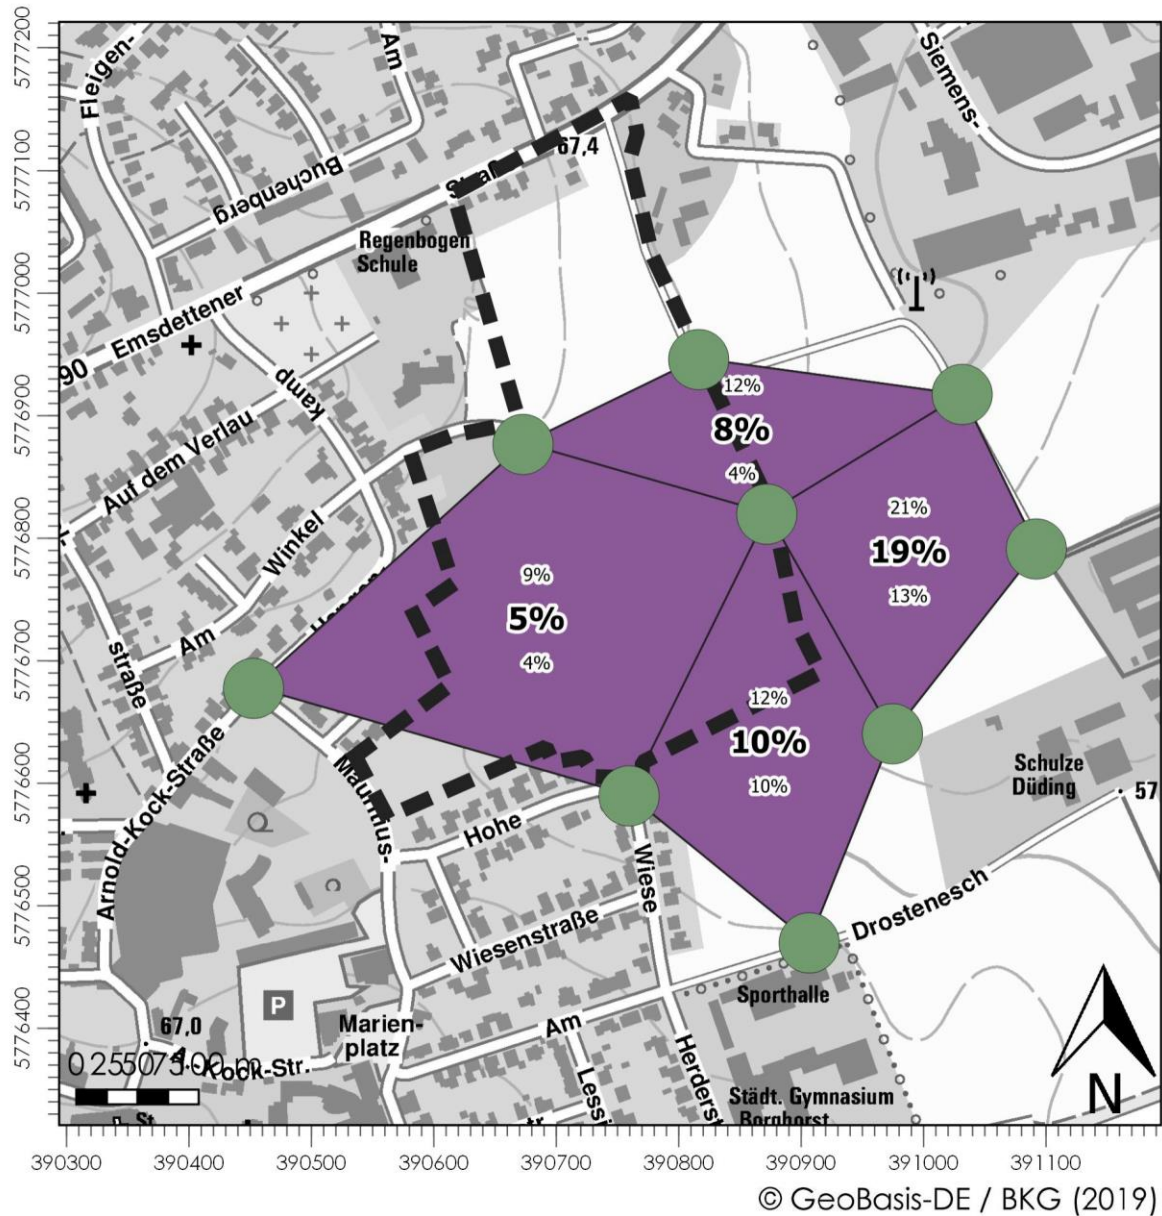 5777200
5777100
5777000
5776900
5776800
5776700
5776600
5776500
5776400
Fleigen-
Am
Siemens-
67,4
Buchenberg
Straß
Regenbogen
Schule
Emsdettener
90
Kamp
12%
8%
4%
Auf dem Verlau
21%
19%
13%
Winkel
9%
5%
4%
Am
straße
12%
10%
10%
Arnold-Kock-Straße
Mauritius-
Schulze
Düding
57
Hohe
Wiese
Drostenesch
Wiesenstraße
P
Sporthalle
67,0
Marien-
platz
Am
A.-Kock-Str.
Herderst
Lessi
Städt. Gymnasium
Borghorst
0 25 50 75 100 m
St
N
390300 390400 390500 390600 390700 390800 390900 391000 391100
© GeoBasis-DE / BKG (2019)